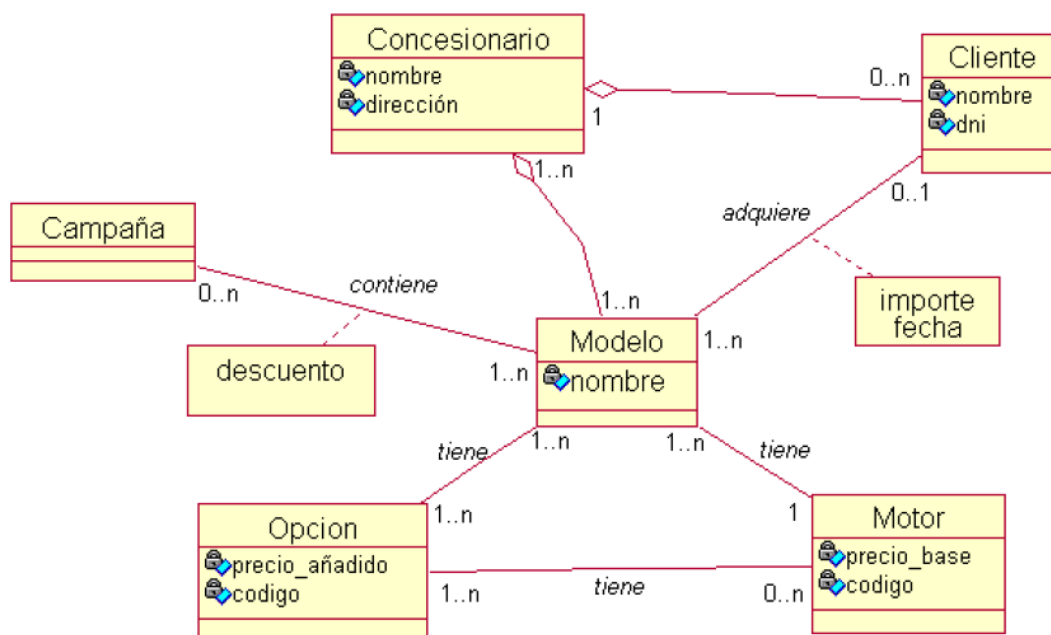 Concesionario
nombre
dirección
1
0..n
Cliente
nombre
dni
1..n
0..1
adquiere
importe
fecha
Campaña
0..n
contiene
descuento
1..n
1..n
Modelo
nombre
1..n
1..n
1..n
tiene
tiene
1..n
1
Opcion
precio_añadido
codigo
1..n
tiene
0..n
Motor
precio_base
codigo